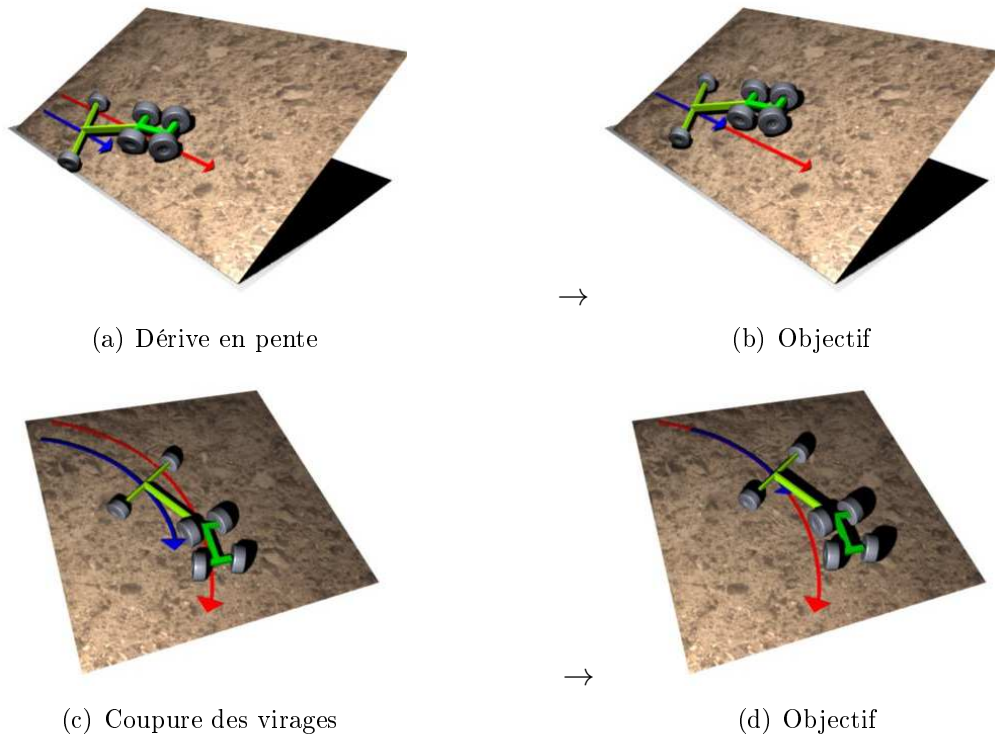 →
(a) Dérive en pente
(b) Objectif
→
(c) Coupure des virages
(d) Objectif